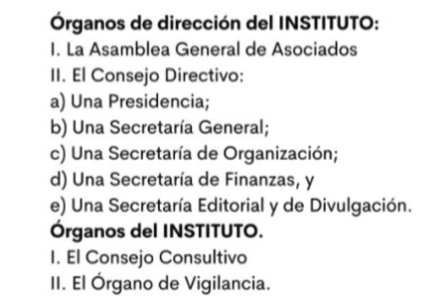 Órganos de dirección del INSTITUTO:
I. La Asamblea General de Asociados
II. El Consejo Directivo:
a) Una Presidencia;
b) Una Secretaría General;
c) Una Secretaría de Organización;
d) Una Secretaría de Finanzas, y
e) Una Secretaría Editorial y de Divulgación.
Órganos del INSTITUTO.
I. El Consejo Consultivo
II. El Órgano de Vigilancia.